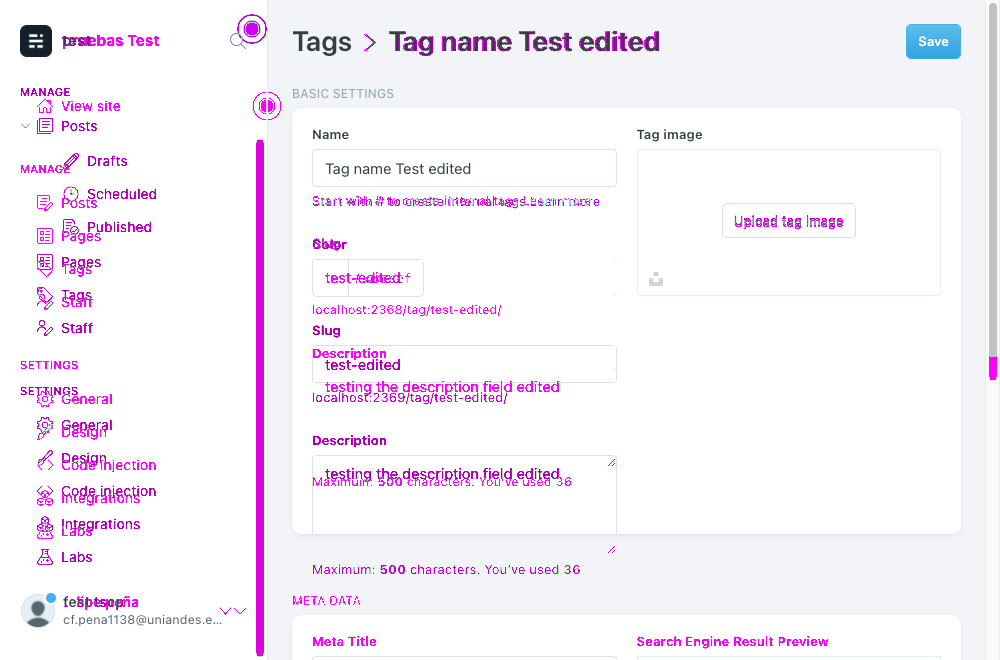 pruebas Test
test
MANAGE
View site
Posts
Drafts
MANAGE
Scheduled
Posts
Published
Pages
Pages
Tags
Tags
Staff
Staff
SETTINGS
SETTINGS
General
General
Design
Design
Code injection
Code injection
Integrations
Integrations
Labs
Labs
cf.pena1138@uniandes.e...
Tags > Tag name Test edited
Save
BASIC SETTINGS
Name
Tag name Test edited
Start with # to create internal tags Learn more
Color
Slug
test-edited
localhost:2368/tag/test-edited/
Slug
Description
test-edited
testing the description field edited
localhost:2369/tag/test-edited/
Description
testing the description field edited
Maximum: 500 characters. You've used 36
Maximum: 500 characters. You've used 36
Tag image
Upload tag image
META DATA
Meta Title
Search Engine Result Preview